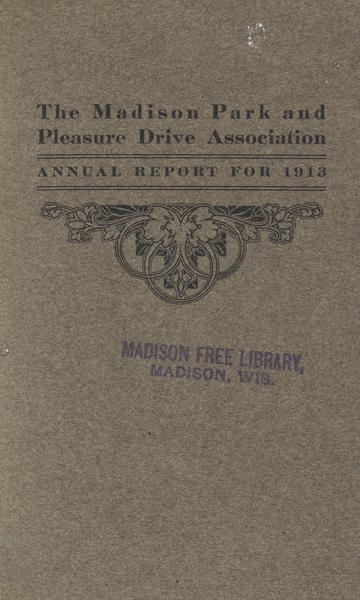 The Madison Park and
Pleasure Drive Association
ANNUAL REPORT FOR 1913
MADISON FREE LIBRARY,
MADISON, WIS.